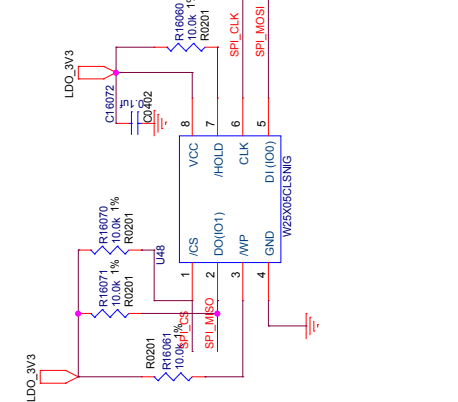 LDO_3V3
R16060
10.0k 1%
R0201
SPI_CLK
SPI_MOSI
C16072
0.1uf
C0402
8
7
6
5
VCC
/HOLD
CLK
DI (IO0)
W25X05CLSNIG
/CS
DO(IO1)
/WP
GND
U48
1
2
3
4
R16070
10.0k 1%
R0201
R16071
10.0k 1%
R0201
SPI_CS
SPI_MISO
R0201
R16061
10.0k 1%
LDO_3V3